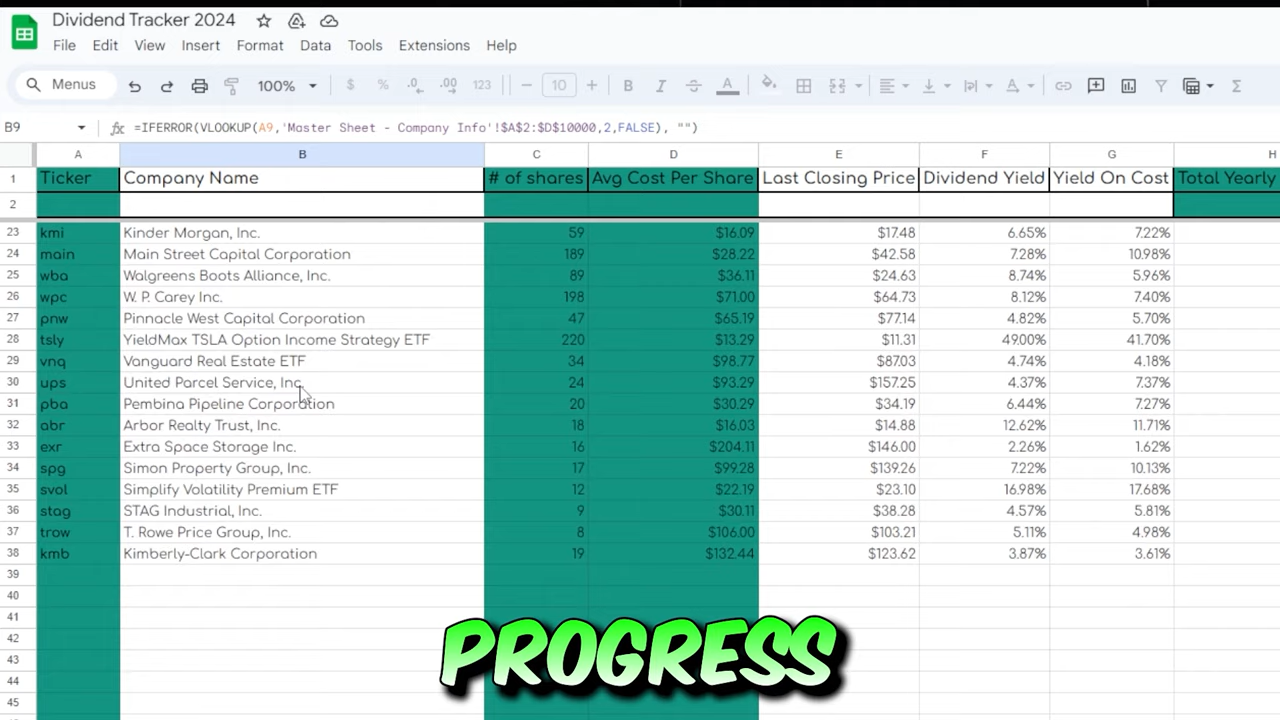 Dividend Tracker 2024
File Edit View Insert Format Data Tools Extensions Help
Menus 100% $ % .0 .00 123 10 B I A
B9 fx =IFERROR(VLOOKUP(A9,'Master Sheet - Company Info'!$A$2:$D$10000,2,FALSE), "")
A B C D E F G H
1 Ticker Company Name # of shares Avg Cost Per Share Last Closing Price Dividend Yield Yield On Cost Total Yearly
2
23 kmi Kinder Morgan, Inc. 59 $16.09 $17.48 6.65% 7.22%
24 main Main Street Capital Corporation 189 $28.22 $42.58 7.28% 10.98%
25 wba Walgreens Boots Alliance, Inc. 89 $36.11 $24.63 8.74% 5.96%
26 wpc W. P. Carey Inc. 198 $71.00 $64.73 8.12% 7.40%
27 pnw Pinnacle West Capital Corporation 47 $65.19 $77.14 4.82% 5.70%
28 tsly YieldMax TSLA Option Income Strategy ETF 220 $13.29 $11.31 49.00% 41.70%
29 vnq Vanguard Real Estate ETF 34 $98.77 $87.03 4.74% 4.18%
30 ups United Parcel Service, Inc. 24 $93.29 $157.25 4.37% 7.37%
31 pba Pembina Pipeline Corporation 20 $30.29 $34.19 6.44% 7.27%
32 abr Arbor Realty Trust, Inc. 18 $16.03 $14.88 12.62% 11.71%
33 exr Extra Space Storage Inc. 16 $204.11 $146.00 2.26% 1.62%
34 spg Simon Property Group, Inc. 17 $99.28 $139.26 7.22% 10.13%
35 svol Simplify Volatility Premium ETF 12 $22.19 $23.10 16.98% 17.68%
36 stag STAG Industrial, Inc. 9 $30.11 $38.28 4.57% 5.81%
37 trow T. Rowe Price Group, Inc. 8 $106.00 $103.21 5.11% 4.98%
38 kmb Kimberly-Clark Corporation 19 $132.44 $123.62 3.87% 3.61%
39
40
41
42
43
44
45
PROGRESS